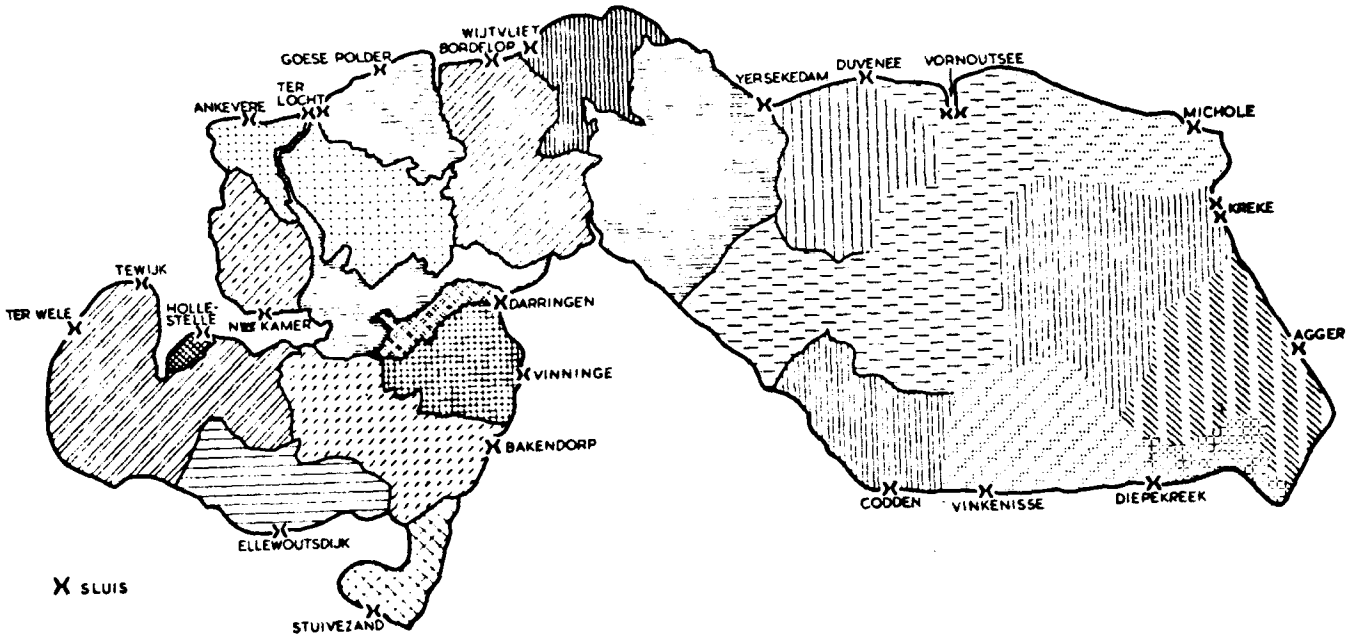 WIJTVLIET
BORDELOP
GOESE POLDER
TER
LOCHT
ANKEVERE
YERSEKEDAM
DUVENEE
VORNOUTSEE
MICHOLE
KREKE
TEWIJK
TER WELE
HOLLE-
STELLE
KAMER
DARRINGEN
AGGER
VINNINGE
BAKENDORP
CODDEN
VINKENISSE
DIEPEKREEK
ELLEWOUTSDIJK
SLUIS
STUIVEZAND